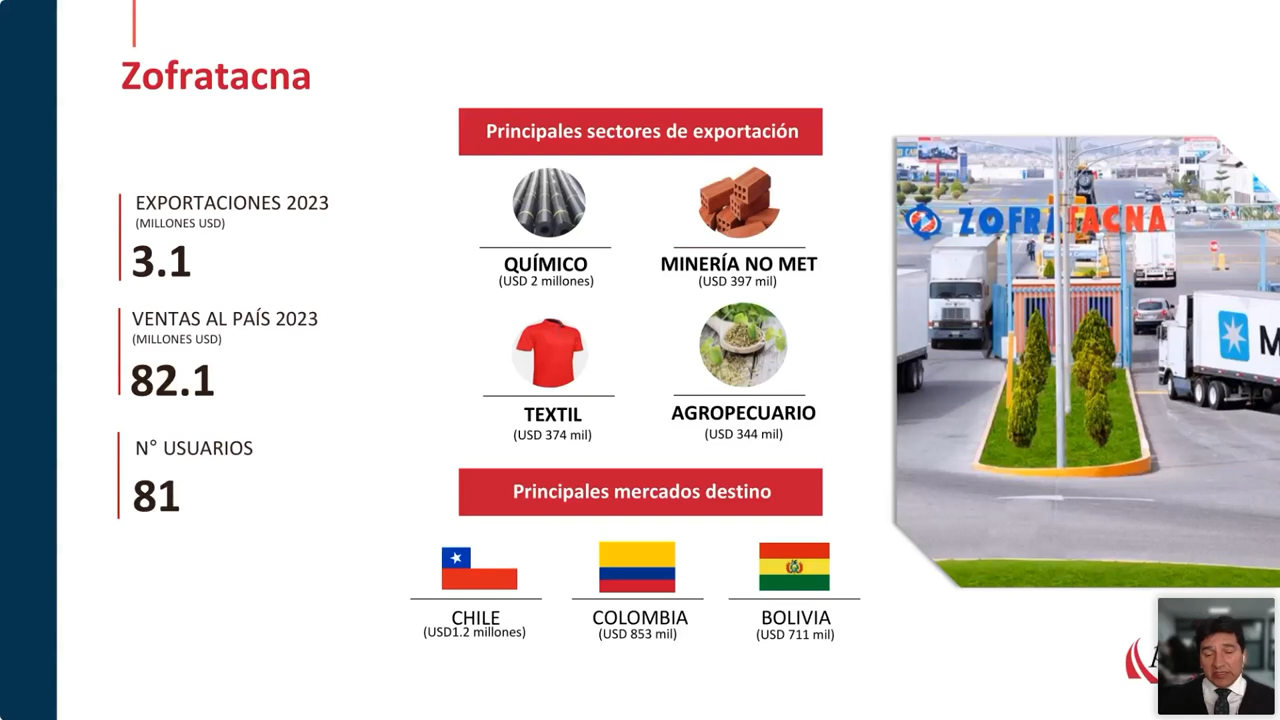 Zofratacna
EXPORTACIONES 2023
(MILLONES USD)
3.1
VENTAS AL PAÍS 2023
(MILLONES USD)
82.1
N° USUARIOS
81
Principales sectores de exportación
QUÍMICO
(USD 2 millones)
MINERÍA NO MET
(USD 397 mil)
TEXTIL
(USD 374 mil)
AGROPECUARIO
(USD 344 mil)
Principales mercados destino
CHILE
(USD1.2 millones)
COLOMBIA
(USD 853 mil)
BOLIVIA
(USD 711 mil)
ZOFRATACNA
M